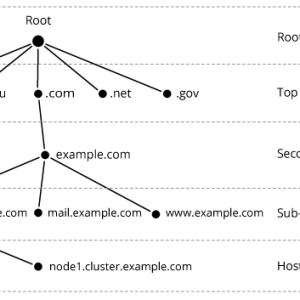 Root
Root
u .com .net .gov Top
example.com Seco
e.com mail.example.com www.example.com Sub-
node1.cluster.example.com Host